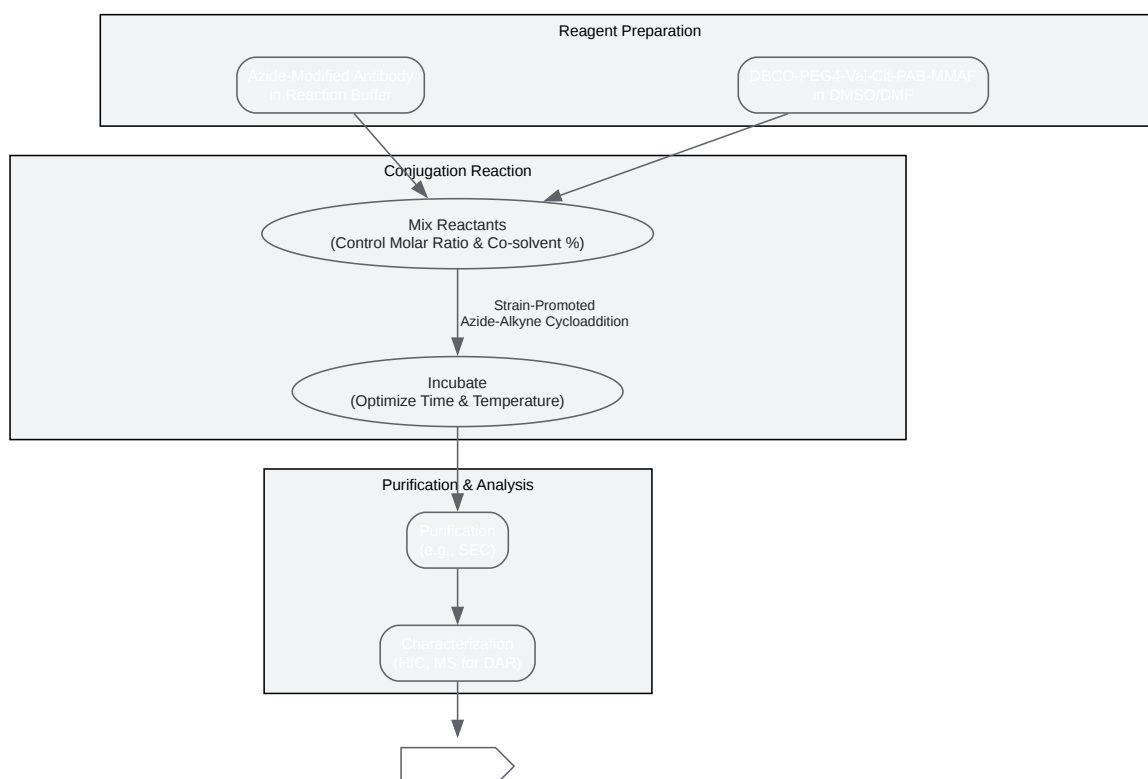 Reagent Preparation
Azide-Modified Antibody
in Reaction Buffer
DBCO-PEG4-Val-Cit-PAB-MMAF
in DMSO/DMF
Conjugation Reaction
Mix Reactants
(Control Molar Ratio & Co-solvent %)
Strain-Promoted
Azide-Alkyne Cycloaddition
Incubate
(Optimize Time & Temperature)
Purification & Analysis
Purification
(e.g., SEC)
Characterization
(HIC, MS for DAR)